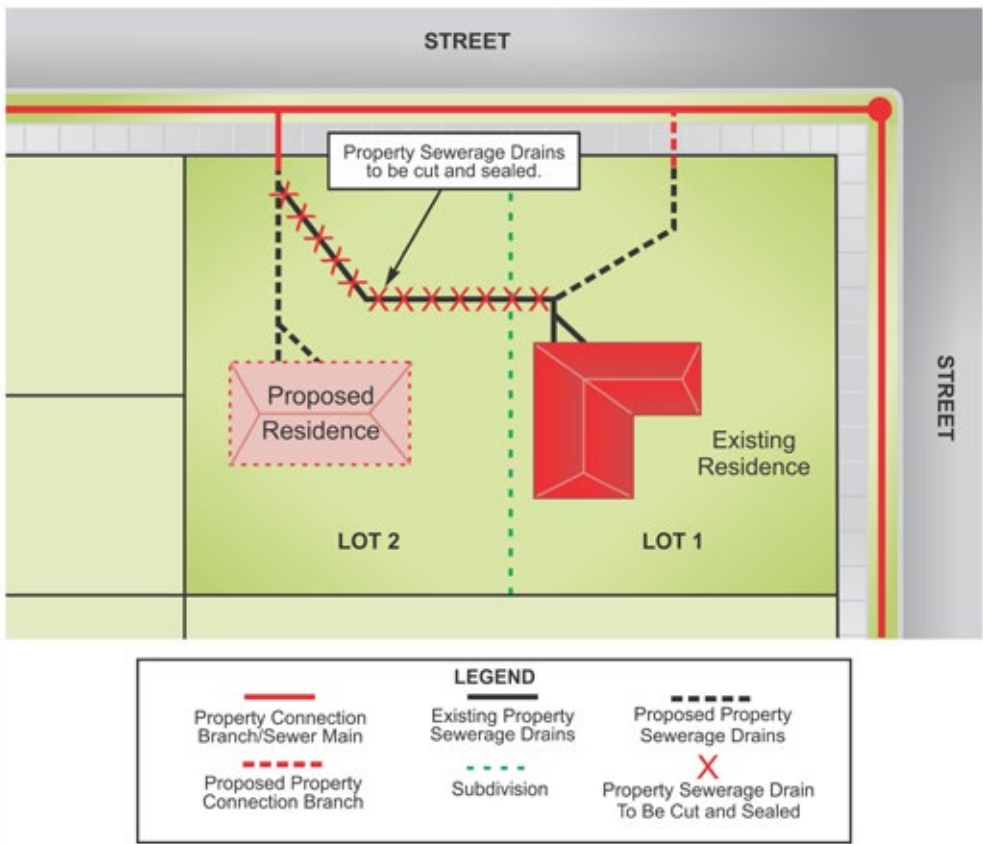 STREET
Property Sewerage Drains
to be cut and sealed.
STREET
Proposed
Residence
Existing
Residence
LOT 2
LOT 1
LEGEND
Property Connection
Branch/Sewer Main
Existing Property
Sewerage Drains
Proposed Property
Sewerage Drains
Proposed Property
Connection Branch
Subdivision
Property Sewerage Drain
To Be Cut and Sealed